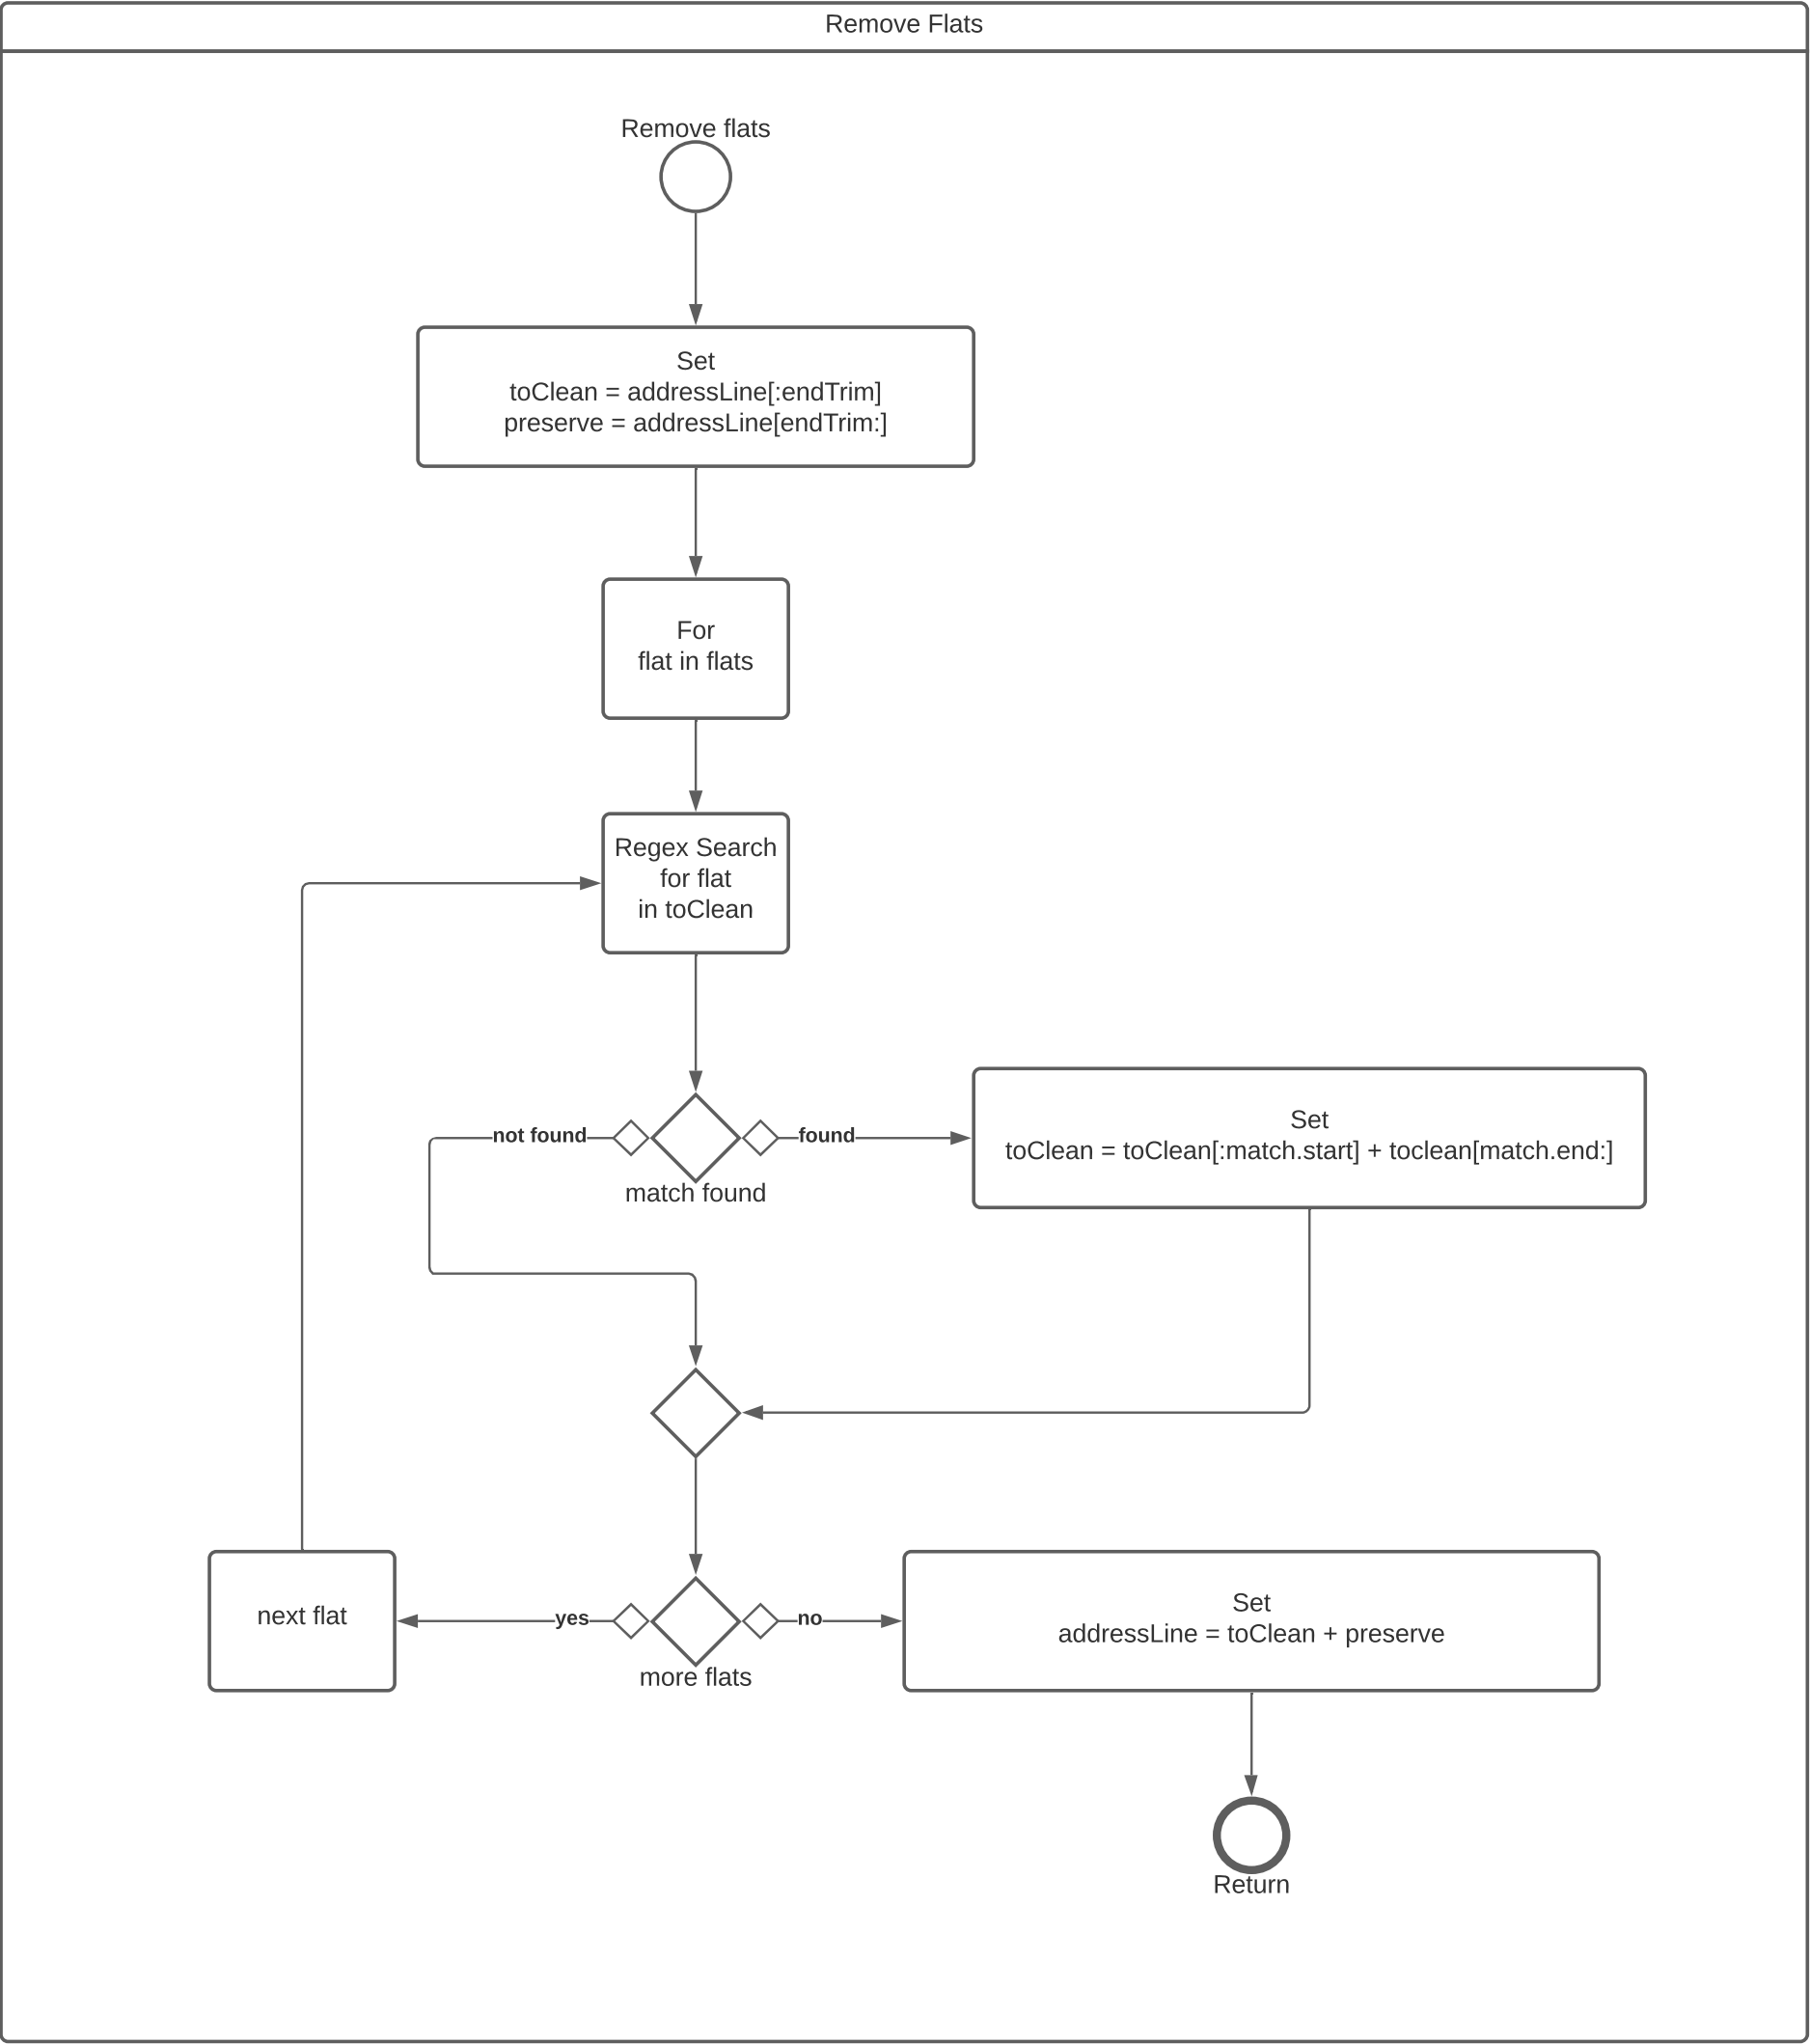 Remove Flats
Remove flats
Set
toClean = addressLine[:endTrim]
preserve = addressLine[endTrim:]
For
flat in flats
Regex Search
for flat
in toClean
not found
found
match found
Set
toClean = toClean[:match.start] + toclean[match.end:]
next flat
yes
no
more flats
Set
addressLine = toClean + preserve
Return